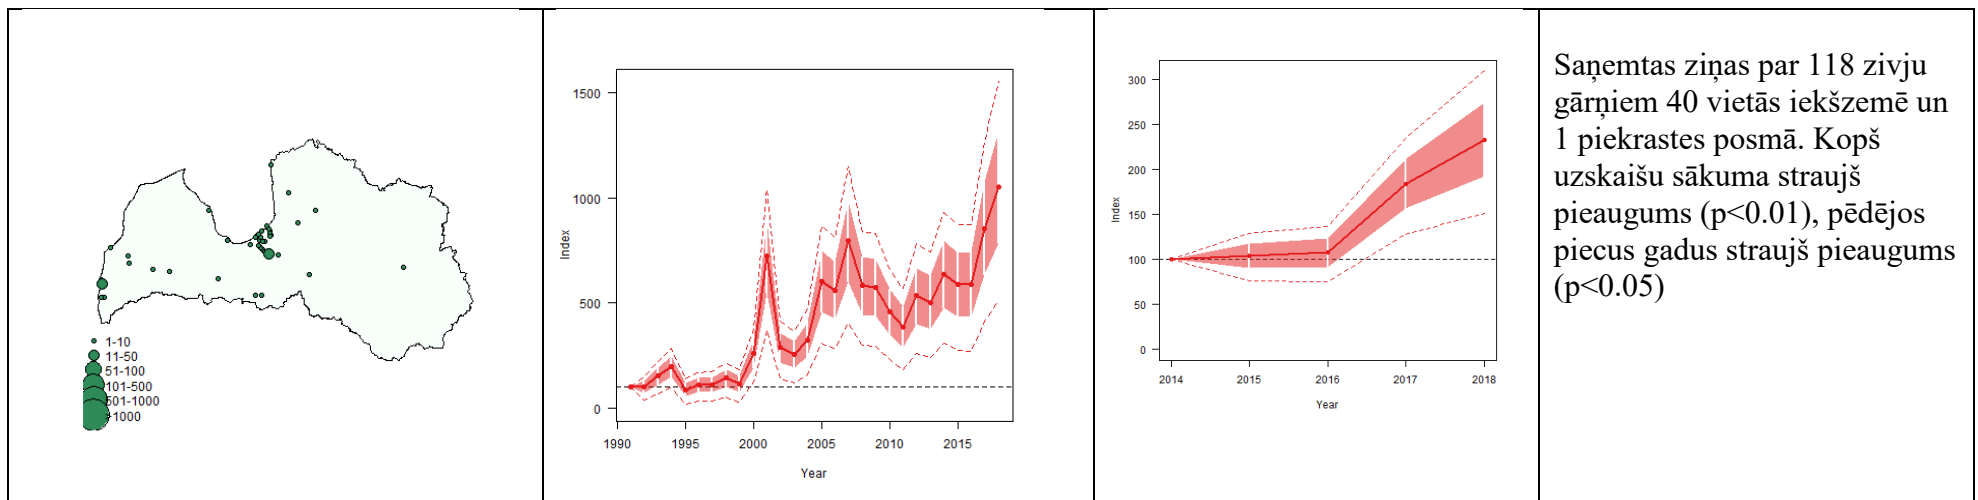 1-10
11-50
51-100
101-500
501-1000
1000
1500
1000
500
0
Index
1990
1995
2000
2005
2010
2015
Year
300
250
200
150
100
50
0
Index
2014
2015
2016
2017
2018
Year
Saņemtas ziņas par 118 zivju
gārņiem 40 vietās iekšzemē un
1 piekrastes posmā. Kopš
uzskaišu sākuma straujš
pieaugums (p<0.01), pēdējos
piecus gadus straujš pieaugums
(p<0.05)